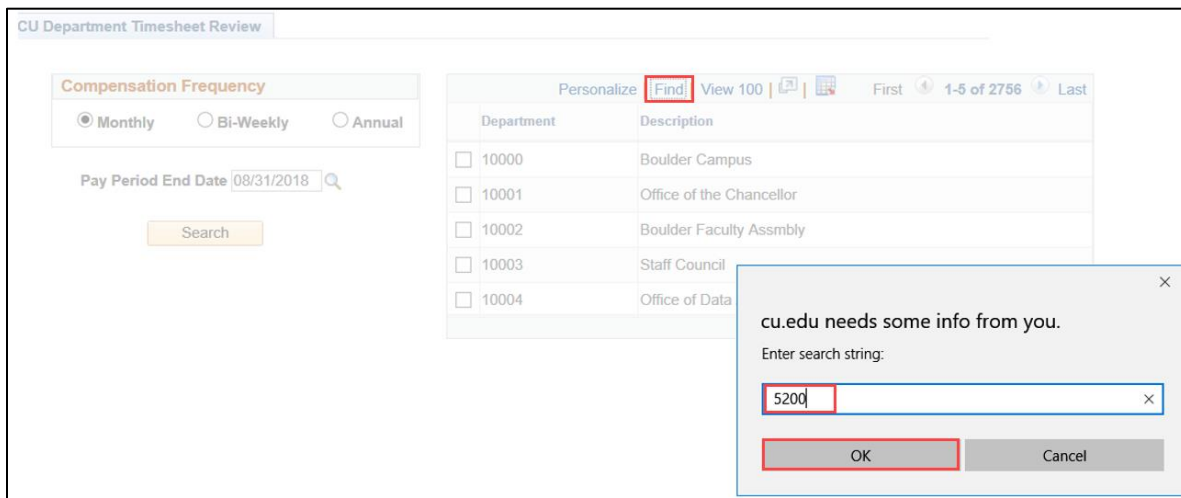 CU Department Timesheet Review
Compensation Frequency
Monthly Bi-Weekly Annual
Pay Period End Date 08/31/2018
Search
Personalize Find View 100 | | First 1-5 of 2756 Last
Department Description
10000 Boulder Campus
10001 Office of the Chancellor
10002 Boulder Faculty Assmbly
10003 Staff Council
10004 Office of Data
cu.edu needs some info from you.
Enter search string:
5200
OK Cancel